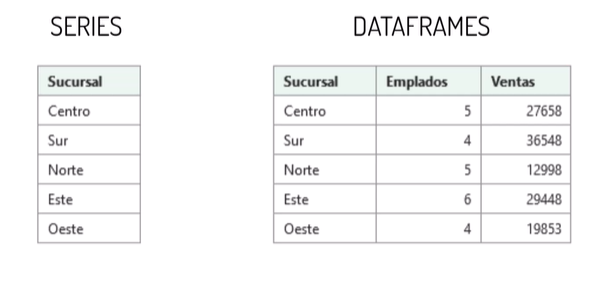 SERIES
DATAFRAMES
Sucursal
Centro
Sur
Norte
Este
Oeste
Sucursal Emplados Ventas
Centro 5 27658
Sur 4 36548
Norte 5 12998
Este 6 29448
Oeste 4 19853